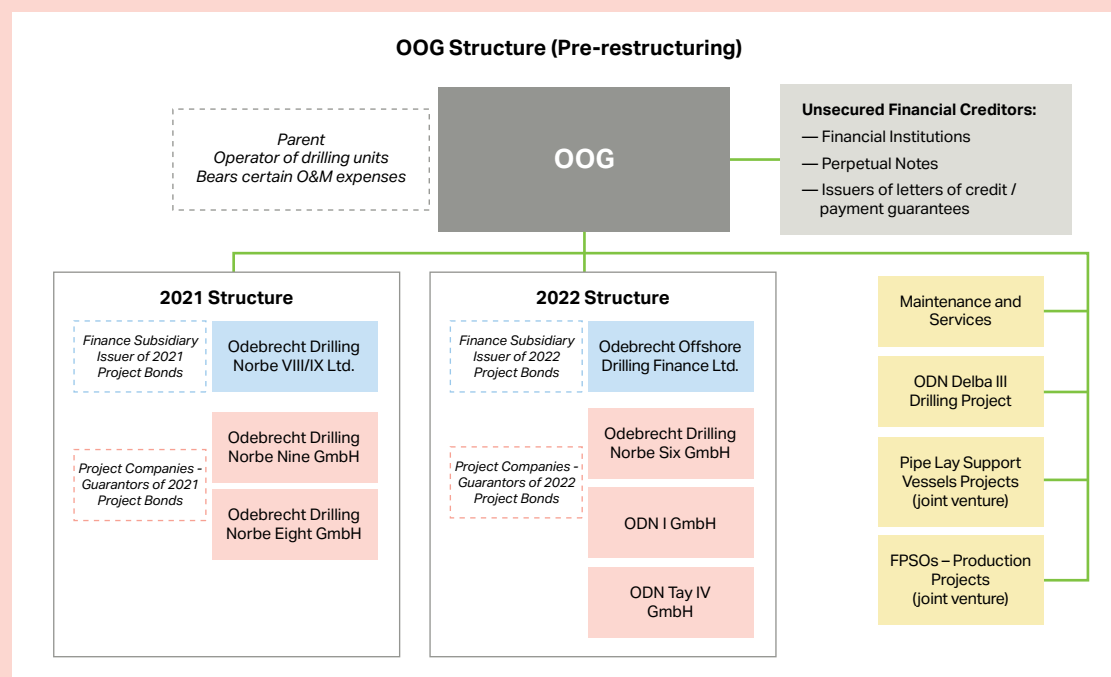 OOG Structure (Pre-restructuring)
Parent
Operator of drilling units
Bears certain O&M expenses
OOG
Unsecured Financial Creditors:
— Financial Institutions
— Perpetual Notes
— Issuers of letters of credit /
payment guarantees
2021 Structure
Finance Subsidiary
Issuer of 2021
Project Bonds
Odebrecht Drilling
Norbe VIII/IX Ltd.
Project Companies -
Guarantors of 2021
Project Bonds
Odebrecht Drilling
Norbe Nine GmbH
Odebrecht Drilling
Norbe Eight GmbH
2022 Structure
Finance Subsidiary
Issuer of 2022
Project Bonds
Odebrecht Offshore
Drilling Finance Ltd.
Project Companies -
Guarantors of 2022
Project Bonds
Odebrecht Drilling
Norbe Six GmbH
ODN I GmbH
ODN Tay IV
GmbH
Maintenance and
Services
ODN Delba III
Drilling Project
Pipe Lay Support
Vessels Projects
(joint venture)
FPSOs – Production
Projects
(joint venture)